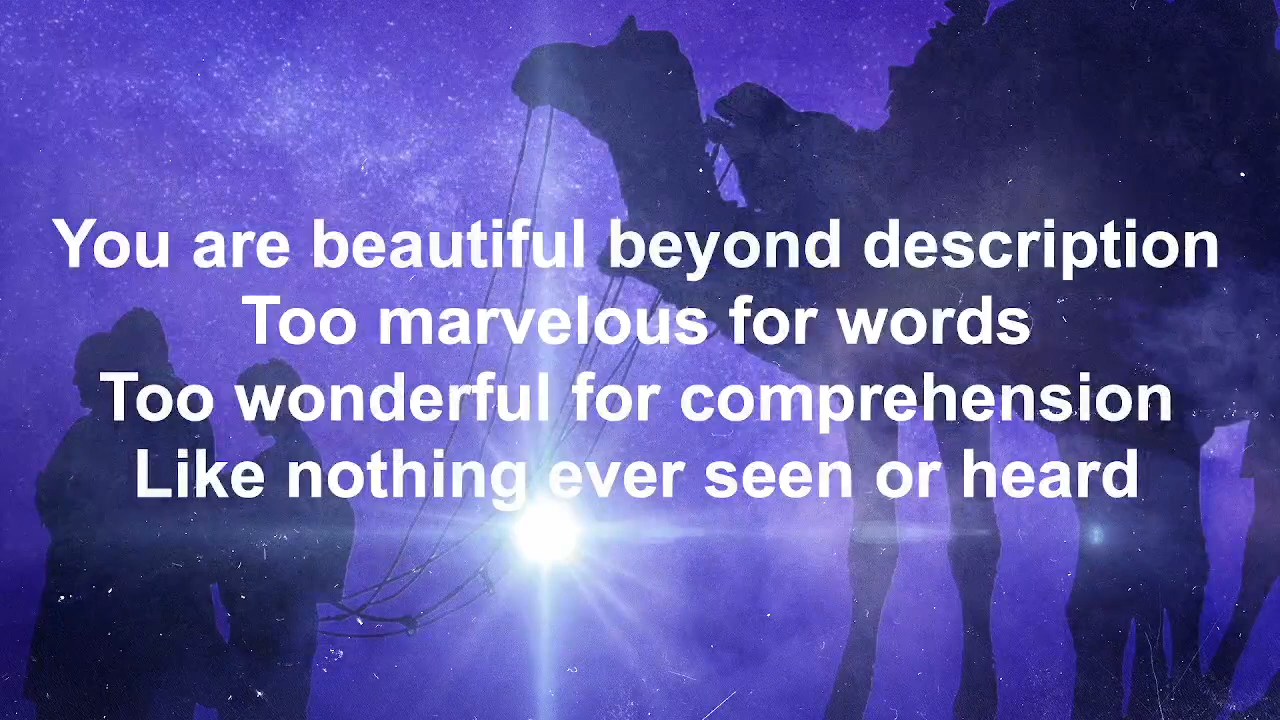 You are beautiful beyond description
Too marvelous for words
Too wonderful for comprehension
Like nothing ever seen or heard